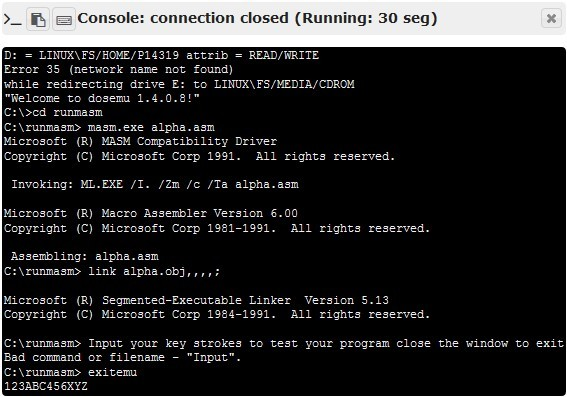 Console: connection closed (Running: 30 seg)
D: = LINUX\FS/HOME/P14319 attrib = READ/WRITE
Error 35 (network name not found)
while redirecting drive E: to LINUX\FS/MEDIA/CDROM
"Welcome to dosemu 1.4.0.8!"
C:\>cd runmasm
C:\runmasm> masm.exe alpha.asm
Microsoft (R) MASM Compatibility Driver
Copyright (C) Microsoft Corp 1991.  All rights reserved.
Invoking: ML.EXE /I. /Zm /c /Ta alpha.asm
Microsoft (R) Macro Assembler Version 6.00
Copyright (C) Microsoft Corp 1981-1991.  All rights reserved.
Assembling: alpha.asm
C:\runmasm> link alpha.obj,,,,;
Microsoft (R) Segmented-Executable Linker  Version 5.13
Copyright (C) Microsoft Corp 1984-1991.  All rights reserved.
C:\runmasm> Input your key strokes to test your program close the window to exit
Bad command or filename - "Input".
C:\runmasm> exitemu
123ABC456XYZ